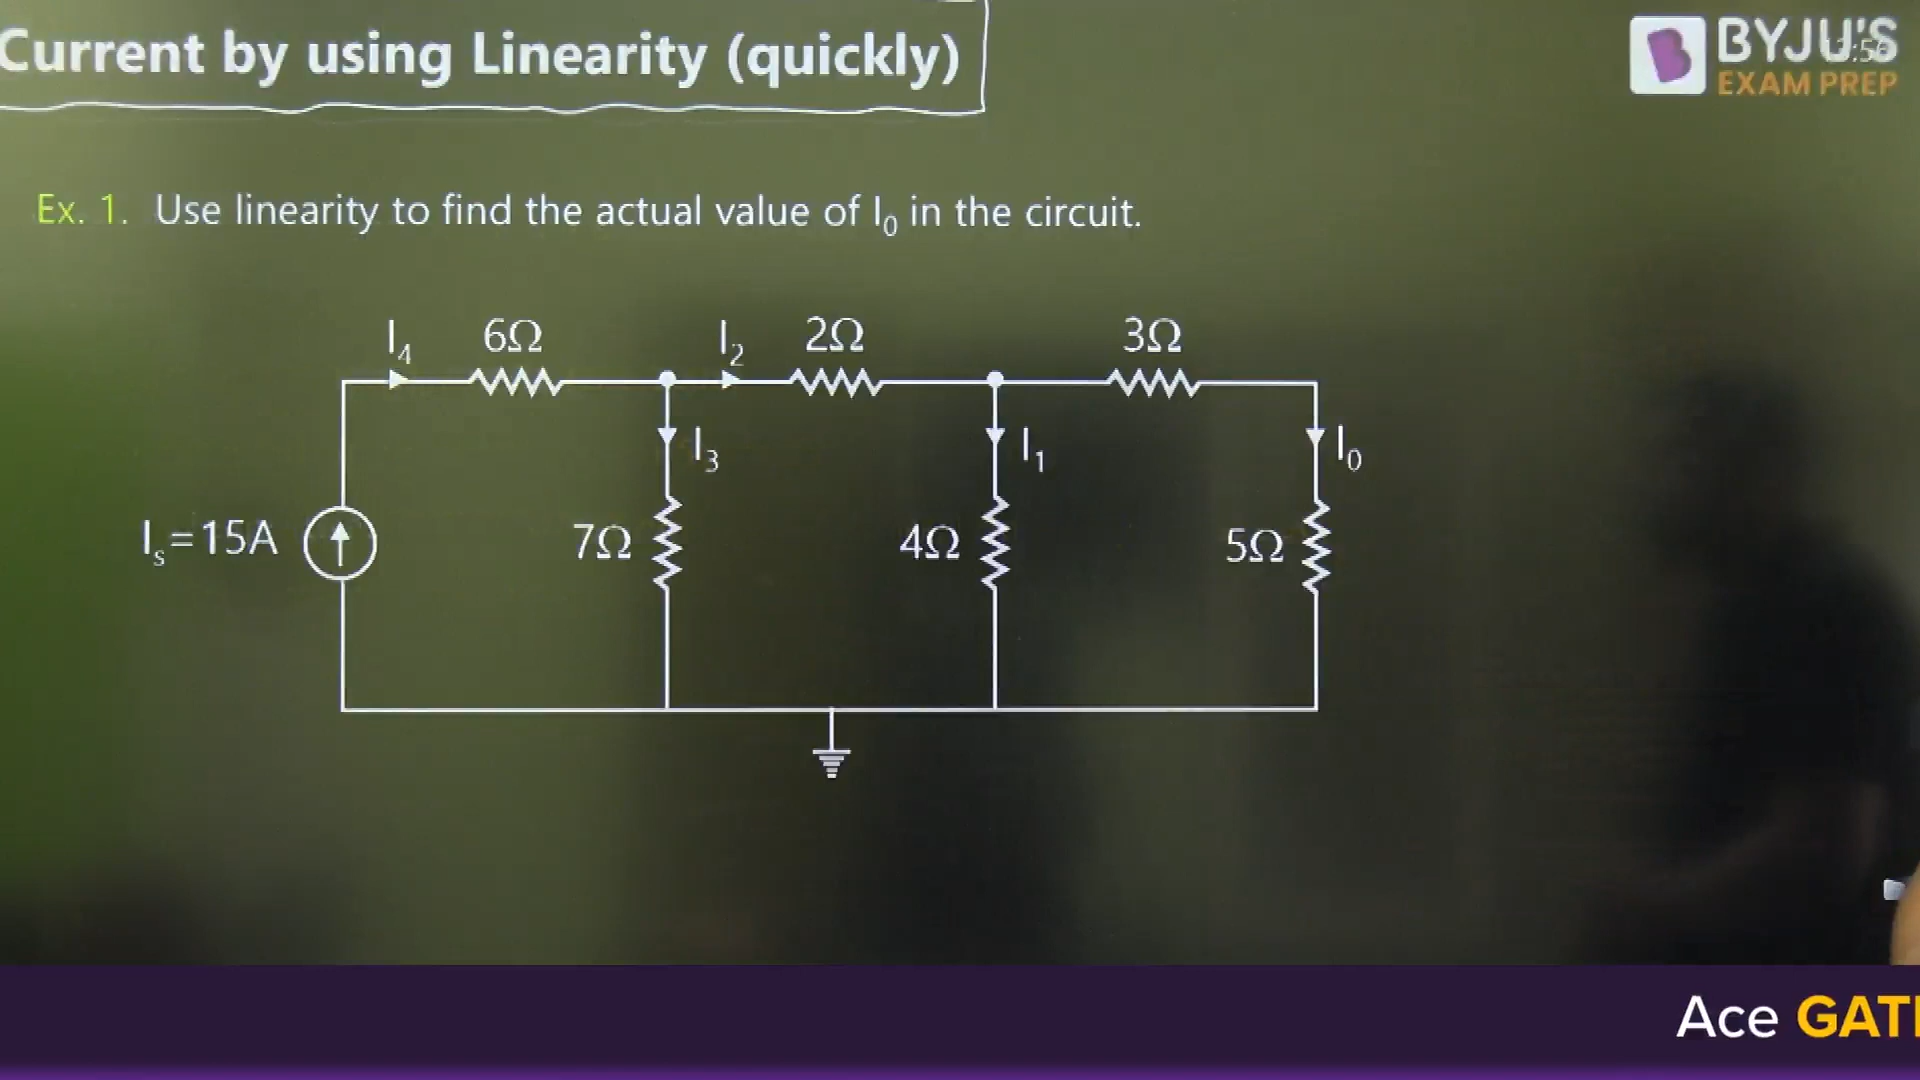 Current by using Linearity (quickly)
BYJU'S
EXAM PREP
Ex. 1. Use linearity to find the actual value of I₀ in the circuit.
I₄ 6Ω I₂ 2Ω 3Ω
I₃ I₁ I₀
Iₛ=15A 7Ω 4Ω 5Ω
Ace GAT